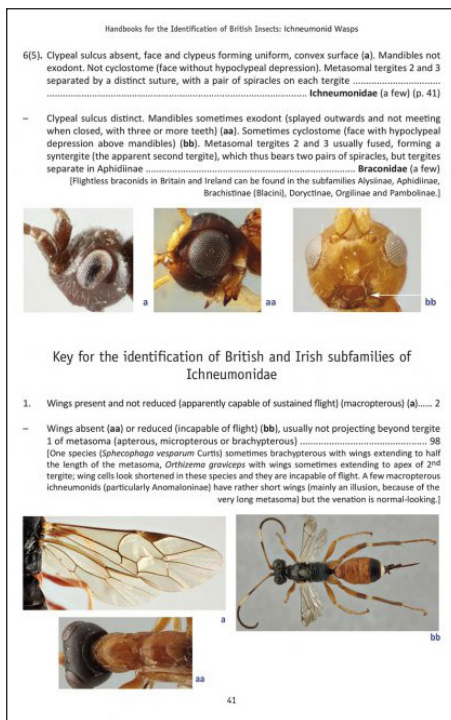 Handbooks for the Identification of British Insects: Ichneumonid Wasps
6(5). Clypeal sulcus absent, face and clypeus forming uniform, convex surface (a). Mandibles not
exodont. Not cyclostome (face without hypoclypeal depression). Metasomal tergites 2 and 3
separated by a distinct suture, with a pair of spiracles on each tergite ................................
................................................................................ Ichneumonidae (a few) (p. 41)
– Clypeal sulcus distinct. Mandibles sometimes exodont (splayed outwards and not meeting
when closed, with three or more teeth) (aa). Sometimes cyclostome (face with hypoclypeal
depression above mandibles) (bb). Metasomal tergites 2 and 3 usually fused, forming a
syntergite (the apparent second tergite), which thus bears two pairs of spiracles, but tergites
separate in Aphidiinae ................................................................ Braconidae (a few)
[Flightless braconids in Britain and Ireland can be found in the subfamilies Alysiinae, Aphidiinae,
Brachistinae (Blacini), Doryctinae, Orgilinae and Pambolinae.]
a
aa
bb
Key for the identification of British and Irish subfamilies of
Ichneumonidae
1. Wings present and not reduced (apparently capable of sustained flight) (macropterous) (a)...... 2
– Wings absent (aa) or reduced (incapable of flight) (bb), usually not projecting beyond tergite
1 of metasoma (apterous, micropterous or brachypterous) ............................................ 98
[One species (Sphecophaga vesparum Curtis) sometimes brachypterous with wings extending to half
the length of the metasoma, Orthizema graviceps with wings sometimes extending to apex of 2nd
tergite; wing cells look shortened in these species and they are incapable of flight. A few macropterous
ichneumonids (particularly Anomaloninae) have rather short wings (mainly an illusion, because of the
very long metasoma) but the venation is normal-looking.]
a
bb
aa
41